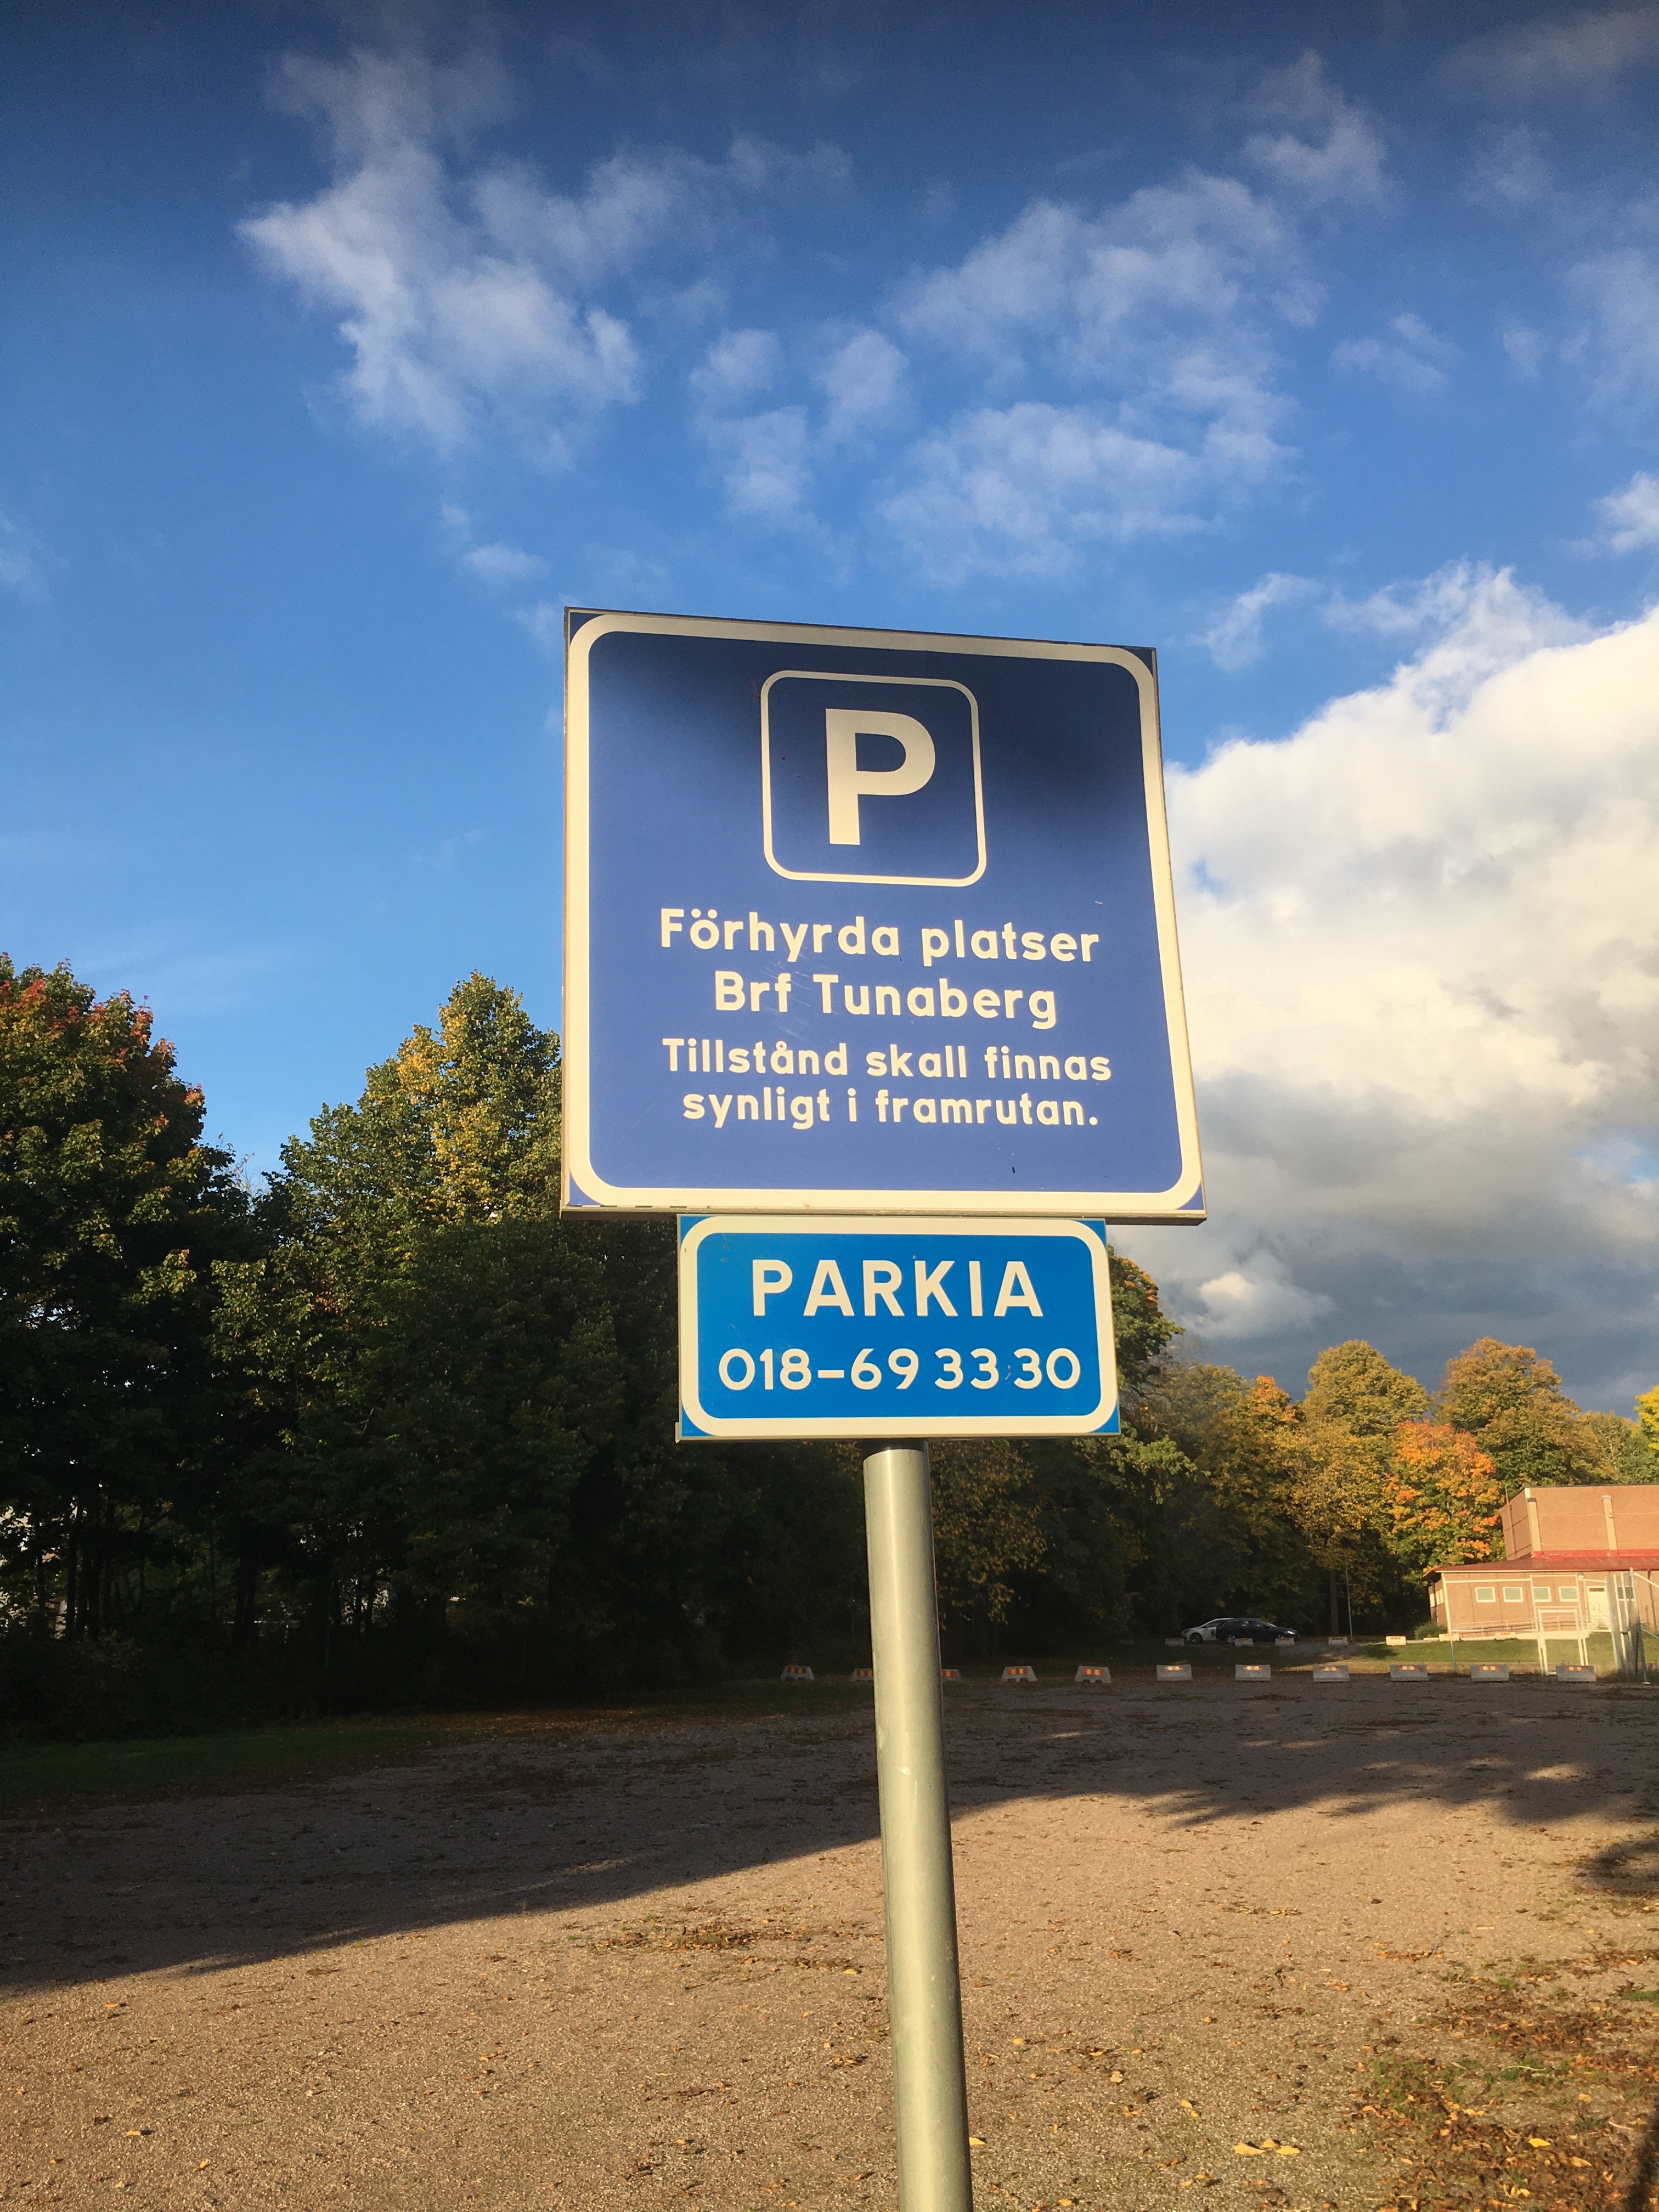 P
Förhyrda platser
Brf Tunaberg
Tillstånd skall finnas
synligt i framrutan.
PARKIA
018-69 33 30